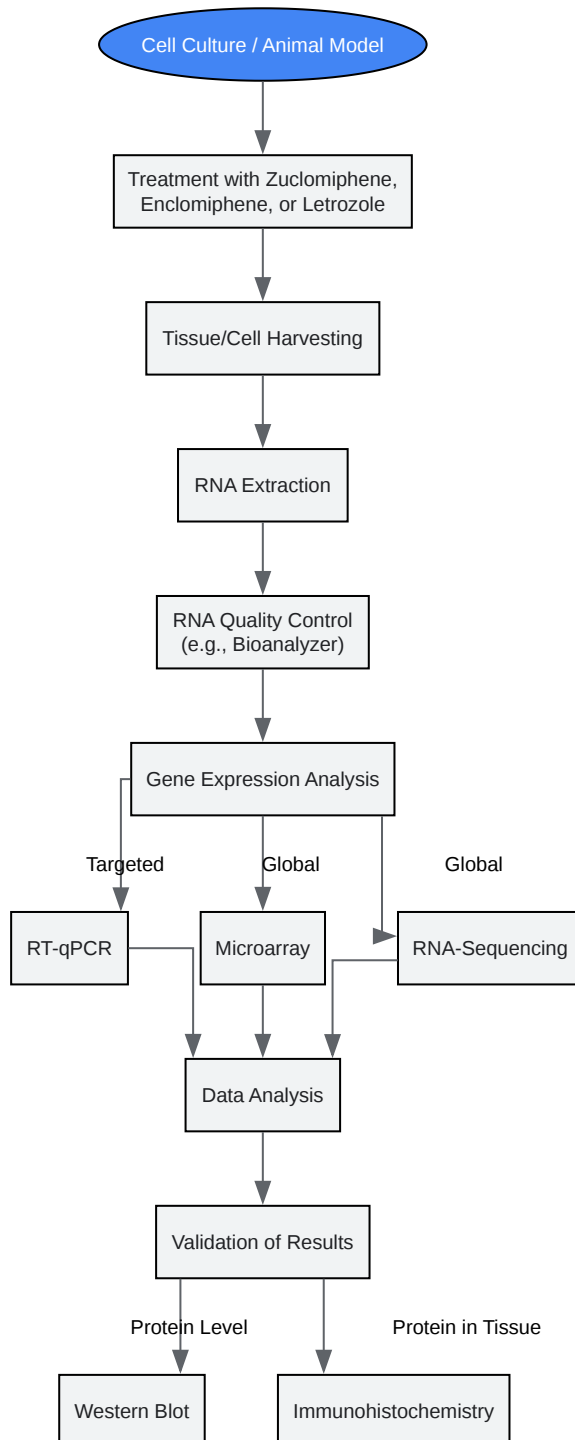 Cell Culture / Animal Model
Treatment with Zuclomiphene,
Enclomiphene, or Letrozole
Tissue/Cell Harvesting
RNA Extraction
RNA Quality Control
(e.g., Bioanalyzer)
Gene Expression Analysis
Targeted
Global
Global
RT-qPCR
Microarray
RNA-Sequencing
Data Analysis
Validation of Results
Protein Level
Protein in Tissue
Western Blot
Immunohistochemistry